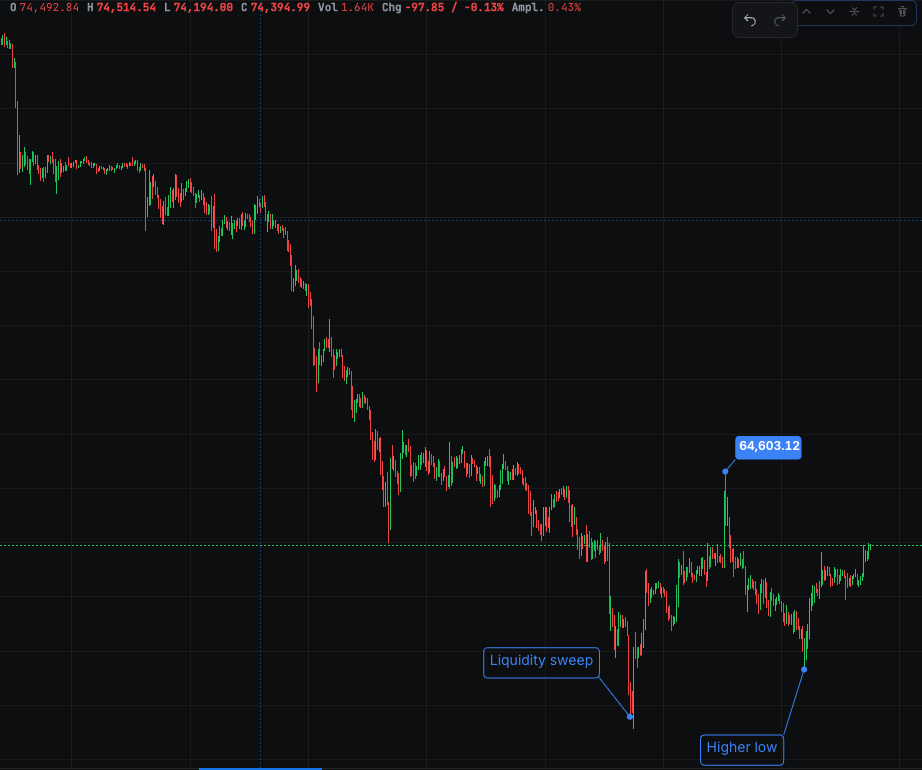 O 74,492.84 H 74,514.54 L 74,194.00 C 74,394.99 Vol 1.64K Chg -97.85 / -0.13% Ampl. 0.43%
64,603.12
Liquidity sweep
Higher low